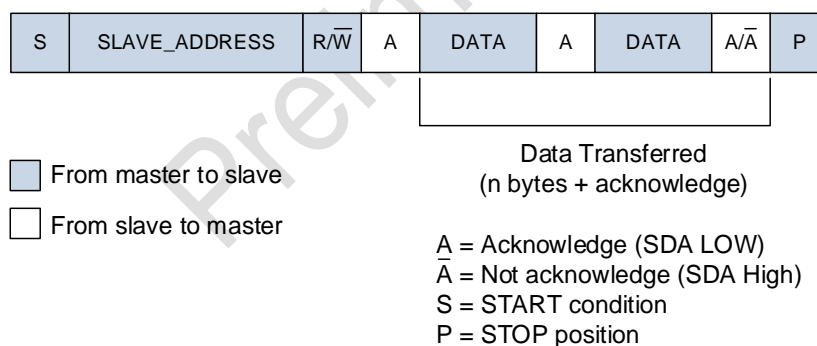 S SLAVE_ADDRESS R/W̅ A DATA A DATA A/A̅ P
Data Transferred
(n bytes + acknowledge)
From master to slave
From slave to master
A = Acknowledge (SDA LOW)
A̅ = Not acknowledge (SDA High)
S = START condition
P = STOP position